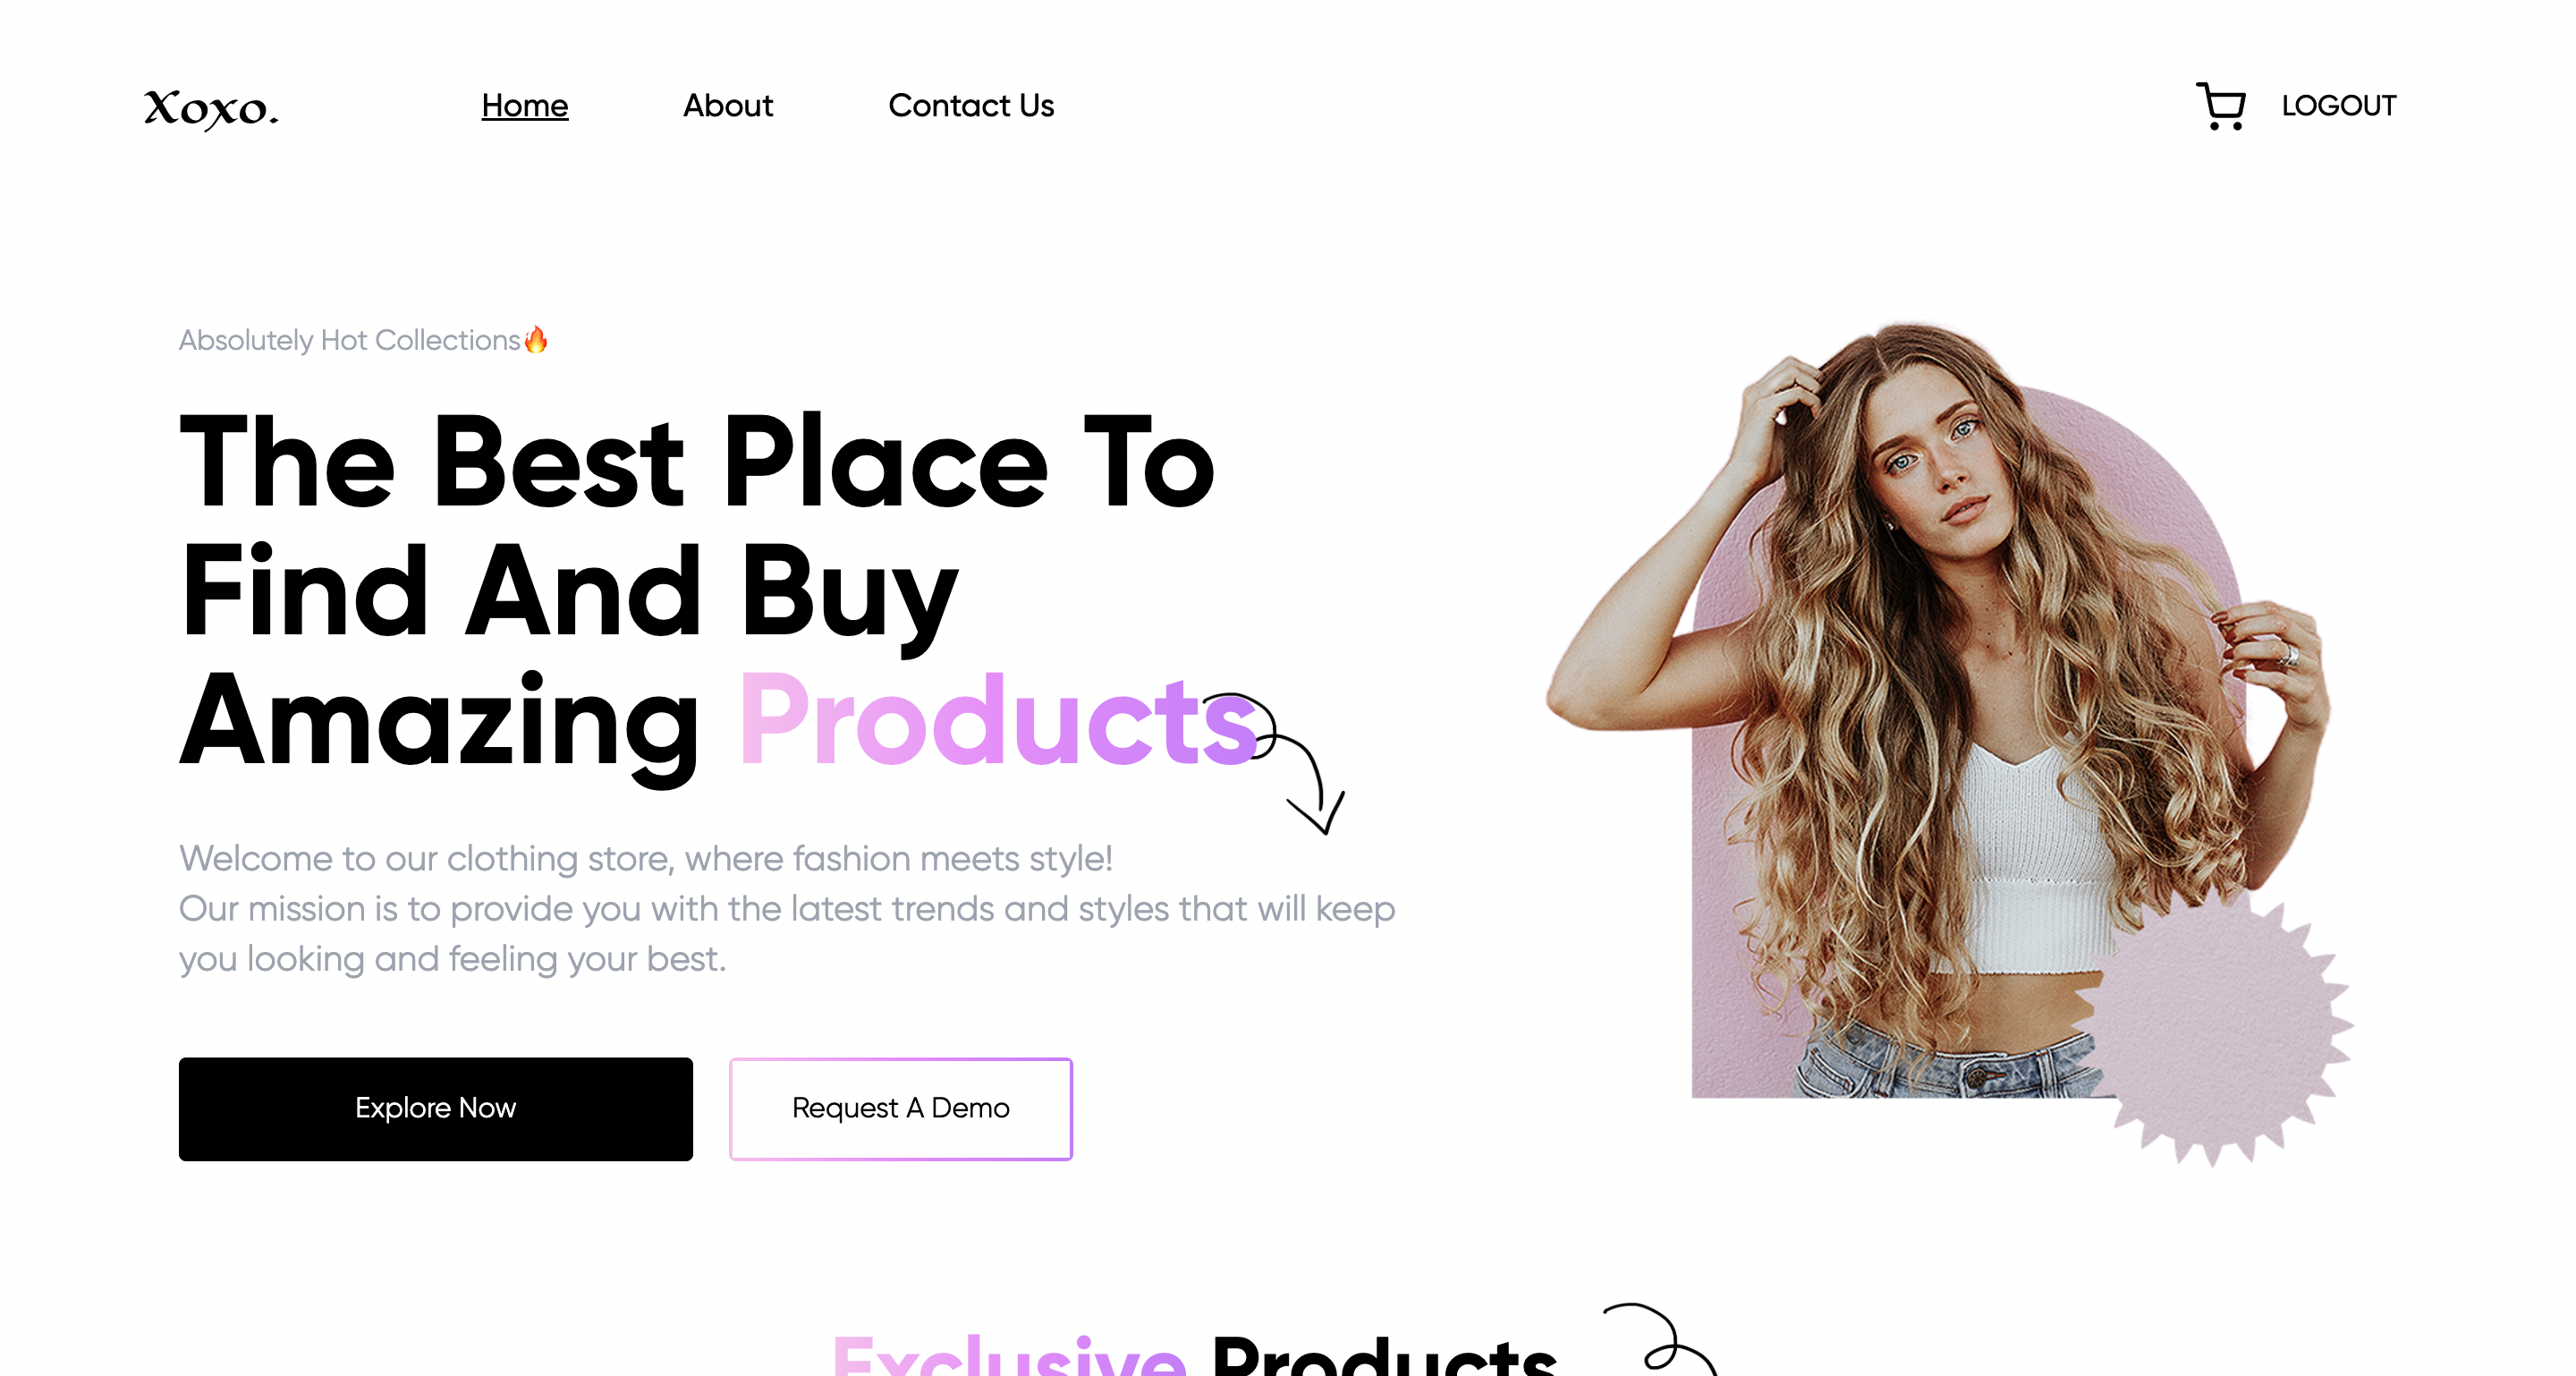 Xoxo.
Home
About
Contact Us
LOGOUT
Absolutely Hot Collections🔥
The Best Place To
Find And Buy
Amazing Products
Welcome to our clothing store, where fashion meets style!
Our mission is to provide you with the latest trends and styles that will keep
you looking and feeling your best.
Explore Now
Request A Demo
Exclusive Products